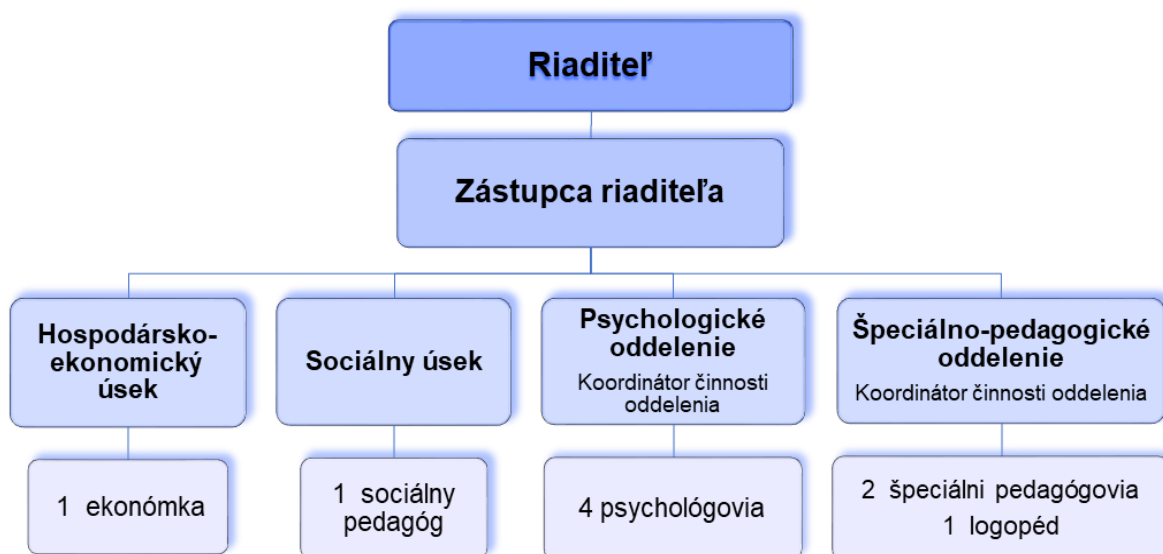 Riaditeľ
Zástupca riaditeľa
Hospodársko-
ekonomický
úsek
Sociálny úsek
Psychologické
oddelenie
Koordinátor činnosti
oddelenia
Špeciálno-pedagogické
oddelenie
Koordinátor činnosti oddelenia
1 ekonómka
1 sociálny
pedagóg
4 psychológovia
2 špeciálni pedagógovia
1 logopéd